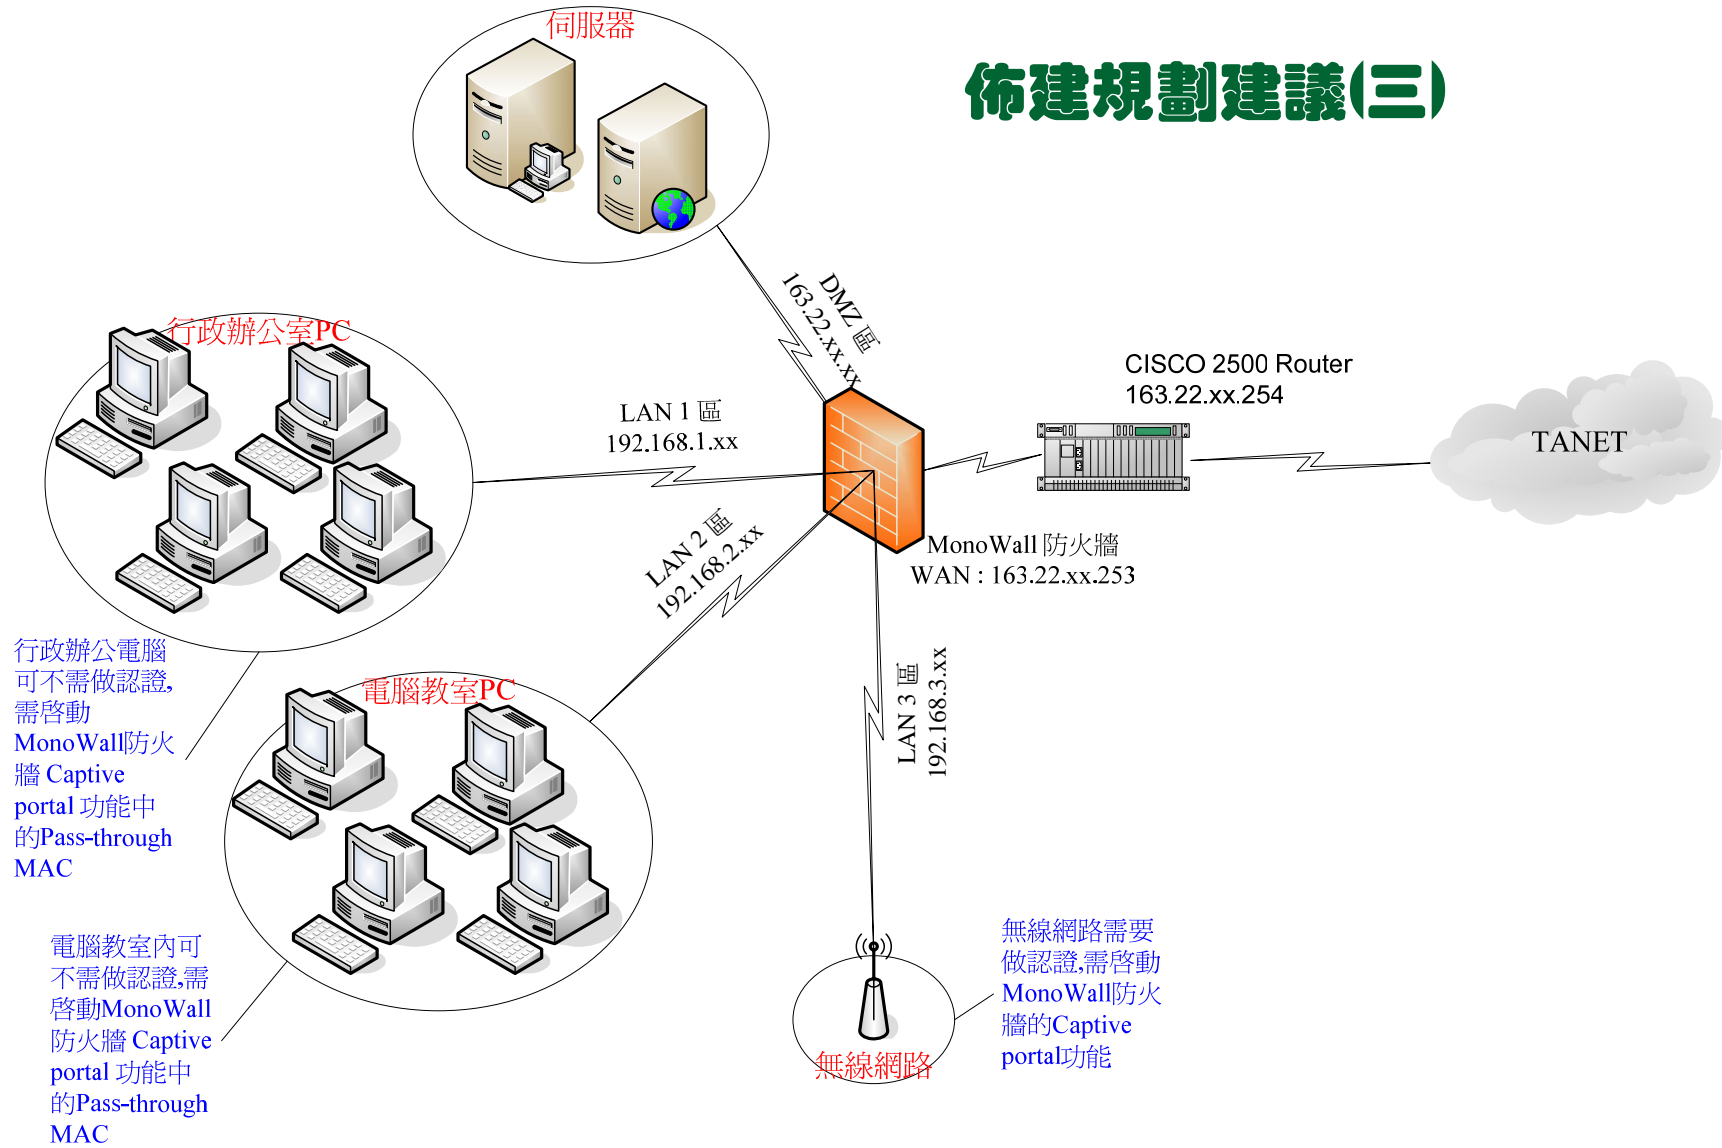 伺服器
佈建規劃建議(三)
DMZ 區
163.22.xx.xx
行政辦公室PC
CISCO 2500 Router
163.22.xx.254
LAN 1 區
192.168.1.xx
TANET
LAN 2 區
192.168.2.xx
MonoWall 防火牆
WAN : 163.22.xx.253
行政辦公電腦
可不需做認證,
需啓動
MonoWall防火
牆 Captive
portal 功能中
的Pass-through
MAC
電腦教室PC
LAN 3 區
192.168.3.xx
電腦教室內可
不需做認證,需
啓動MonoWall
防火牆 Captive
portal 功能中
的Pass-through
MAC
無線網路需要
做認證,需啓動
MonoWall防火
牆的Captive
portal功能
無線網路